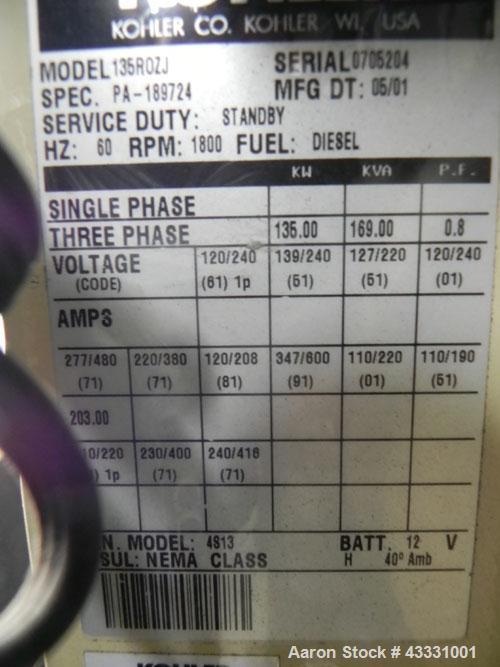 KOHLER CO. KOHLER WI. USA
MODEL 135ROZJ SERIAL 0705204
SPEC. PA-189724 MFG DT: 05/01
SERVICE DUTY: STANDBY
HZ: 60 RPM: 1800 FUEL: DIESEL
KW KVA P.F.
SINGLE PHASE
THREE PHASE 135.00 169.00 0.8
VOLTAGE 120/240 139/240 127/220 120/240
(CODE) (61) 1p (51) (51) (01)
AMPS
277/480 220/380 120/208 347/600 110/220 110/190
(71) (71) (81) (91) (01) (51)
203.00
0/220 230/400 240/416
) 1p (71) (71)
N. MODEL: 4S13 BATT. 12 V
SUL: NEMA CLASS H 40° Amb
KOHLER
Aaron Stock # 43331001